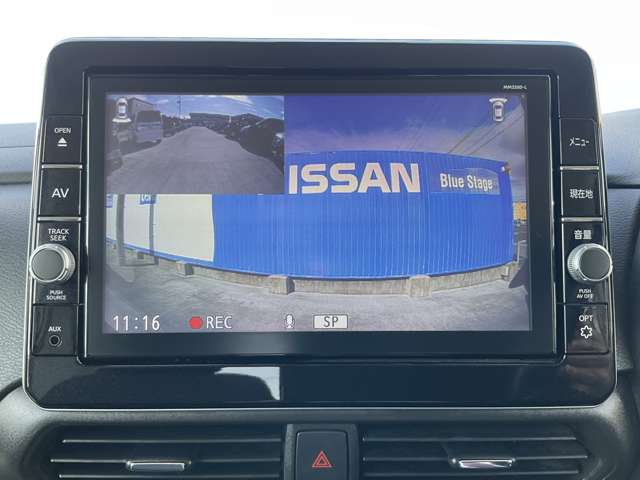 MM520D-L
OPEN
AV
TRACK
SEEK
PUSH
SOURCE
AUX
ISSAN
Blue Stage
11:16
REC
SP
メニュー
現在地
音量
PUSH
AV OFF
OPT